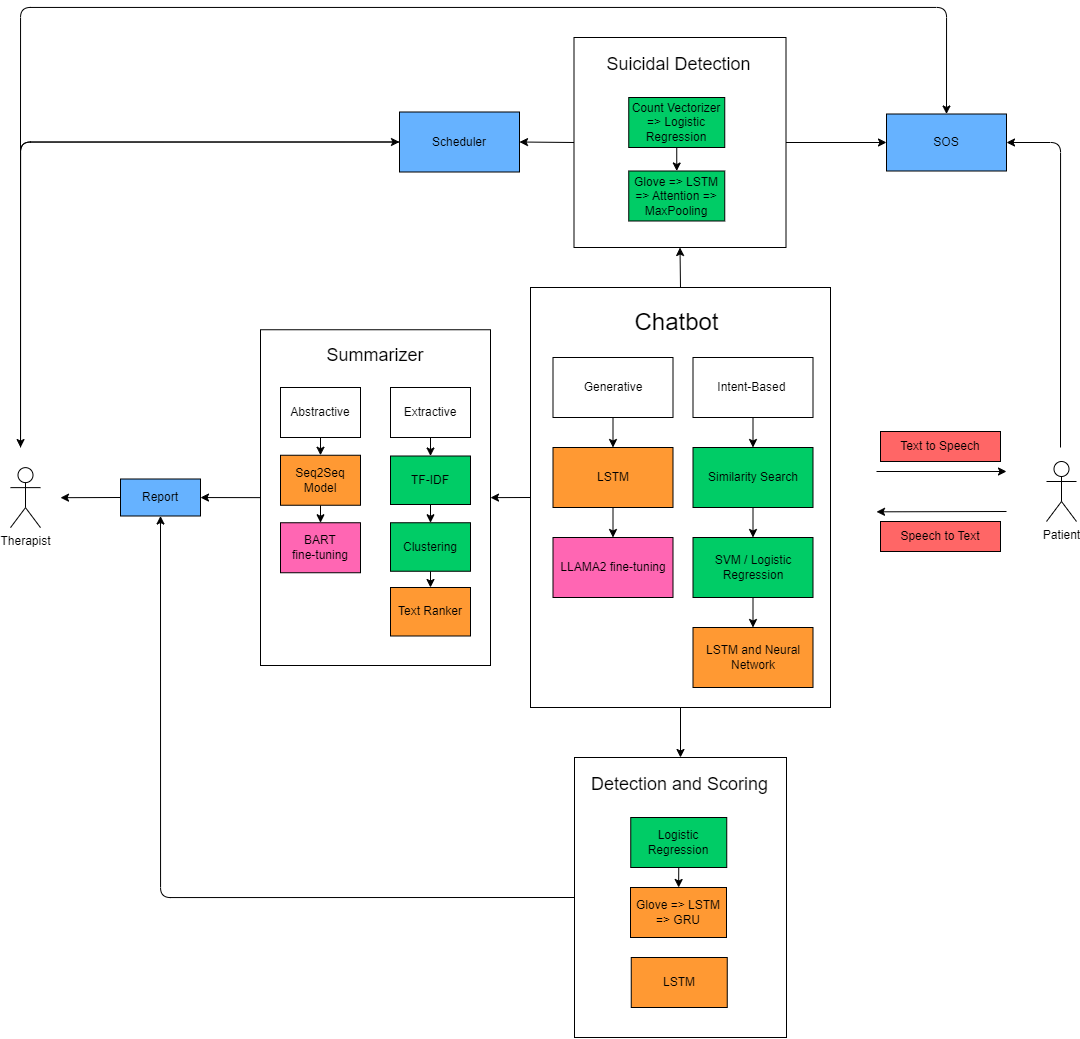 Suicidal Detection
Count Vectorizer
=> Logistic
Regression
Glove => LSTM
=> Attention =>
MaxPooling
Scheduler
SOS
Chatbot
Generative
Intent-Based
LSTM
Similarity Search
LLAMA2 fine-tuning
SVM / Logistic
Regression
LSTM and Neural
Network
Summarizer
Abstractive
Extractive
Seq2Seq
Model
TF-IDF
BART
fine-tuning
Clustering
Text Ranker
Report
Therapist
Text to Speech
Speech to Text
Patient
Detection and Scoring
Logistic
Regression
Glove => LSTM
=> GRU
LSTM